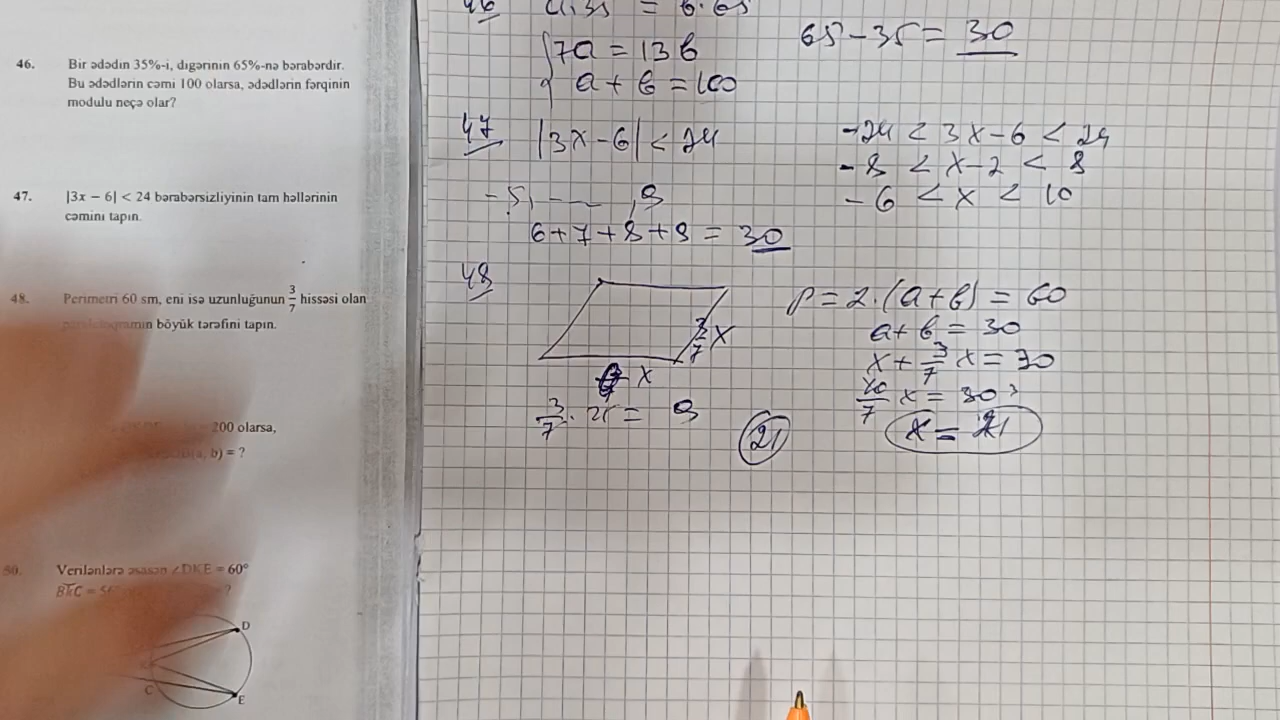 46. Bir ədədin 35%-i, digərinin 65%-nə bərabərdir.
Bu ədədlərin cəmi 100 olarsa, ədədlərin fərqinin
modulu neçə olar?
47. |3x − 6| < 24 bərabərsizliyinin tam həllərinin
cəmini tapın.
48. Perimetri 60 sm, eni isə uzunluğunun 3/7 hissəsi olan
böyük tərəfini tapın.
200 olarsa,
b) = ?
50. Verilənlərə əsasən ∠DKE = 60°
?
D
C
E
46
7a = 13b
a + b = 100
65 − 35 = 30
47 |3x − 6| < 24
−24 < 3x − 6 < 24
−8 < x − 2 < 8
−6 < x < 10
−5, ---- , 9
6 + 7 + 8 + 9 = 30
48
3/7 x
x
P = 2·(a+b) = 60
a + b = 30
x + 3/7 x = 30
10/7 x = 30 3
x = 21
3/7 · 21 = 9
21